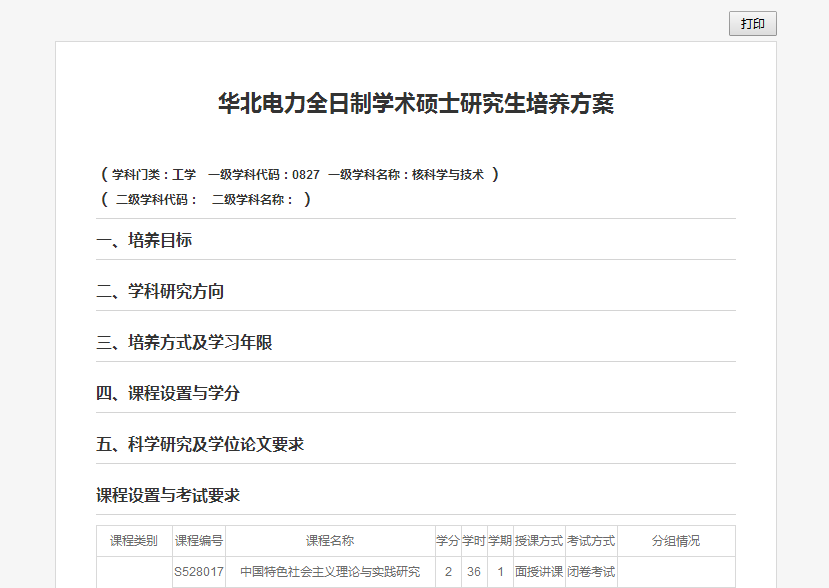 打印
华北电力全日制学术硕士研究生培养方案
( 学科门类：工学 一级学科代码：0827 一级学科名称：核科学与技术 )
( 二级学科代码： 二级学科名称： )
一、培养目标
二、学科研究方向
三、培养方式及学习年限
四、课程设置与学分
五、科学研究及学位论文要求
课程设置与考试要求
课程类别 课程编号 课程名称 学分 学时 学期 授课方式 考试方式 分组情况
S528017 中国特色社会主义理论与实践研究 2 36 1 面授讲课 闭卷考试